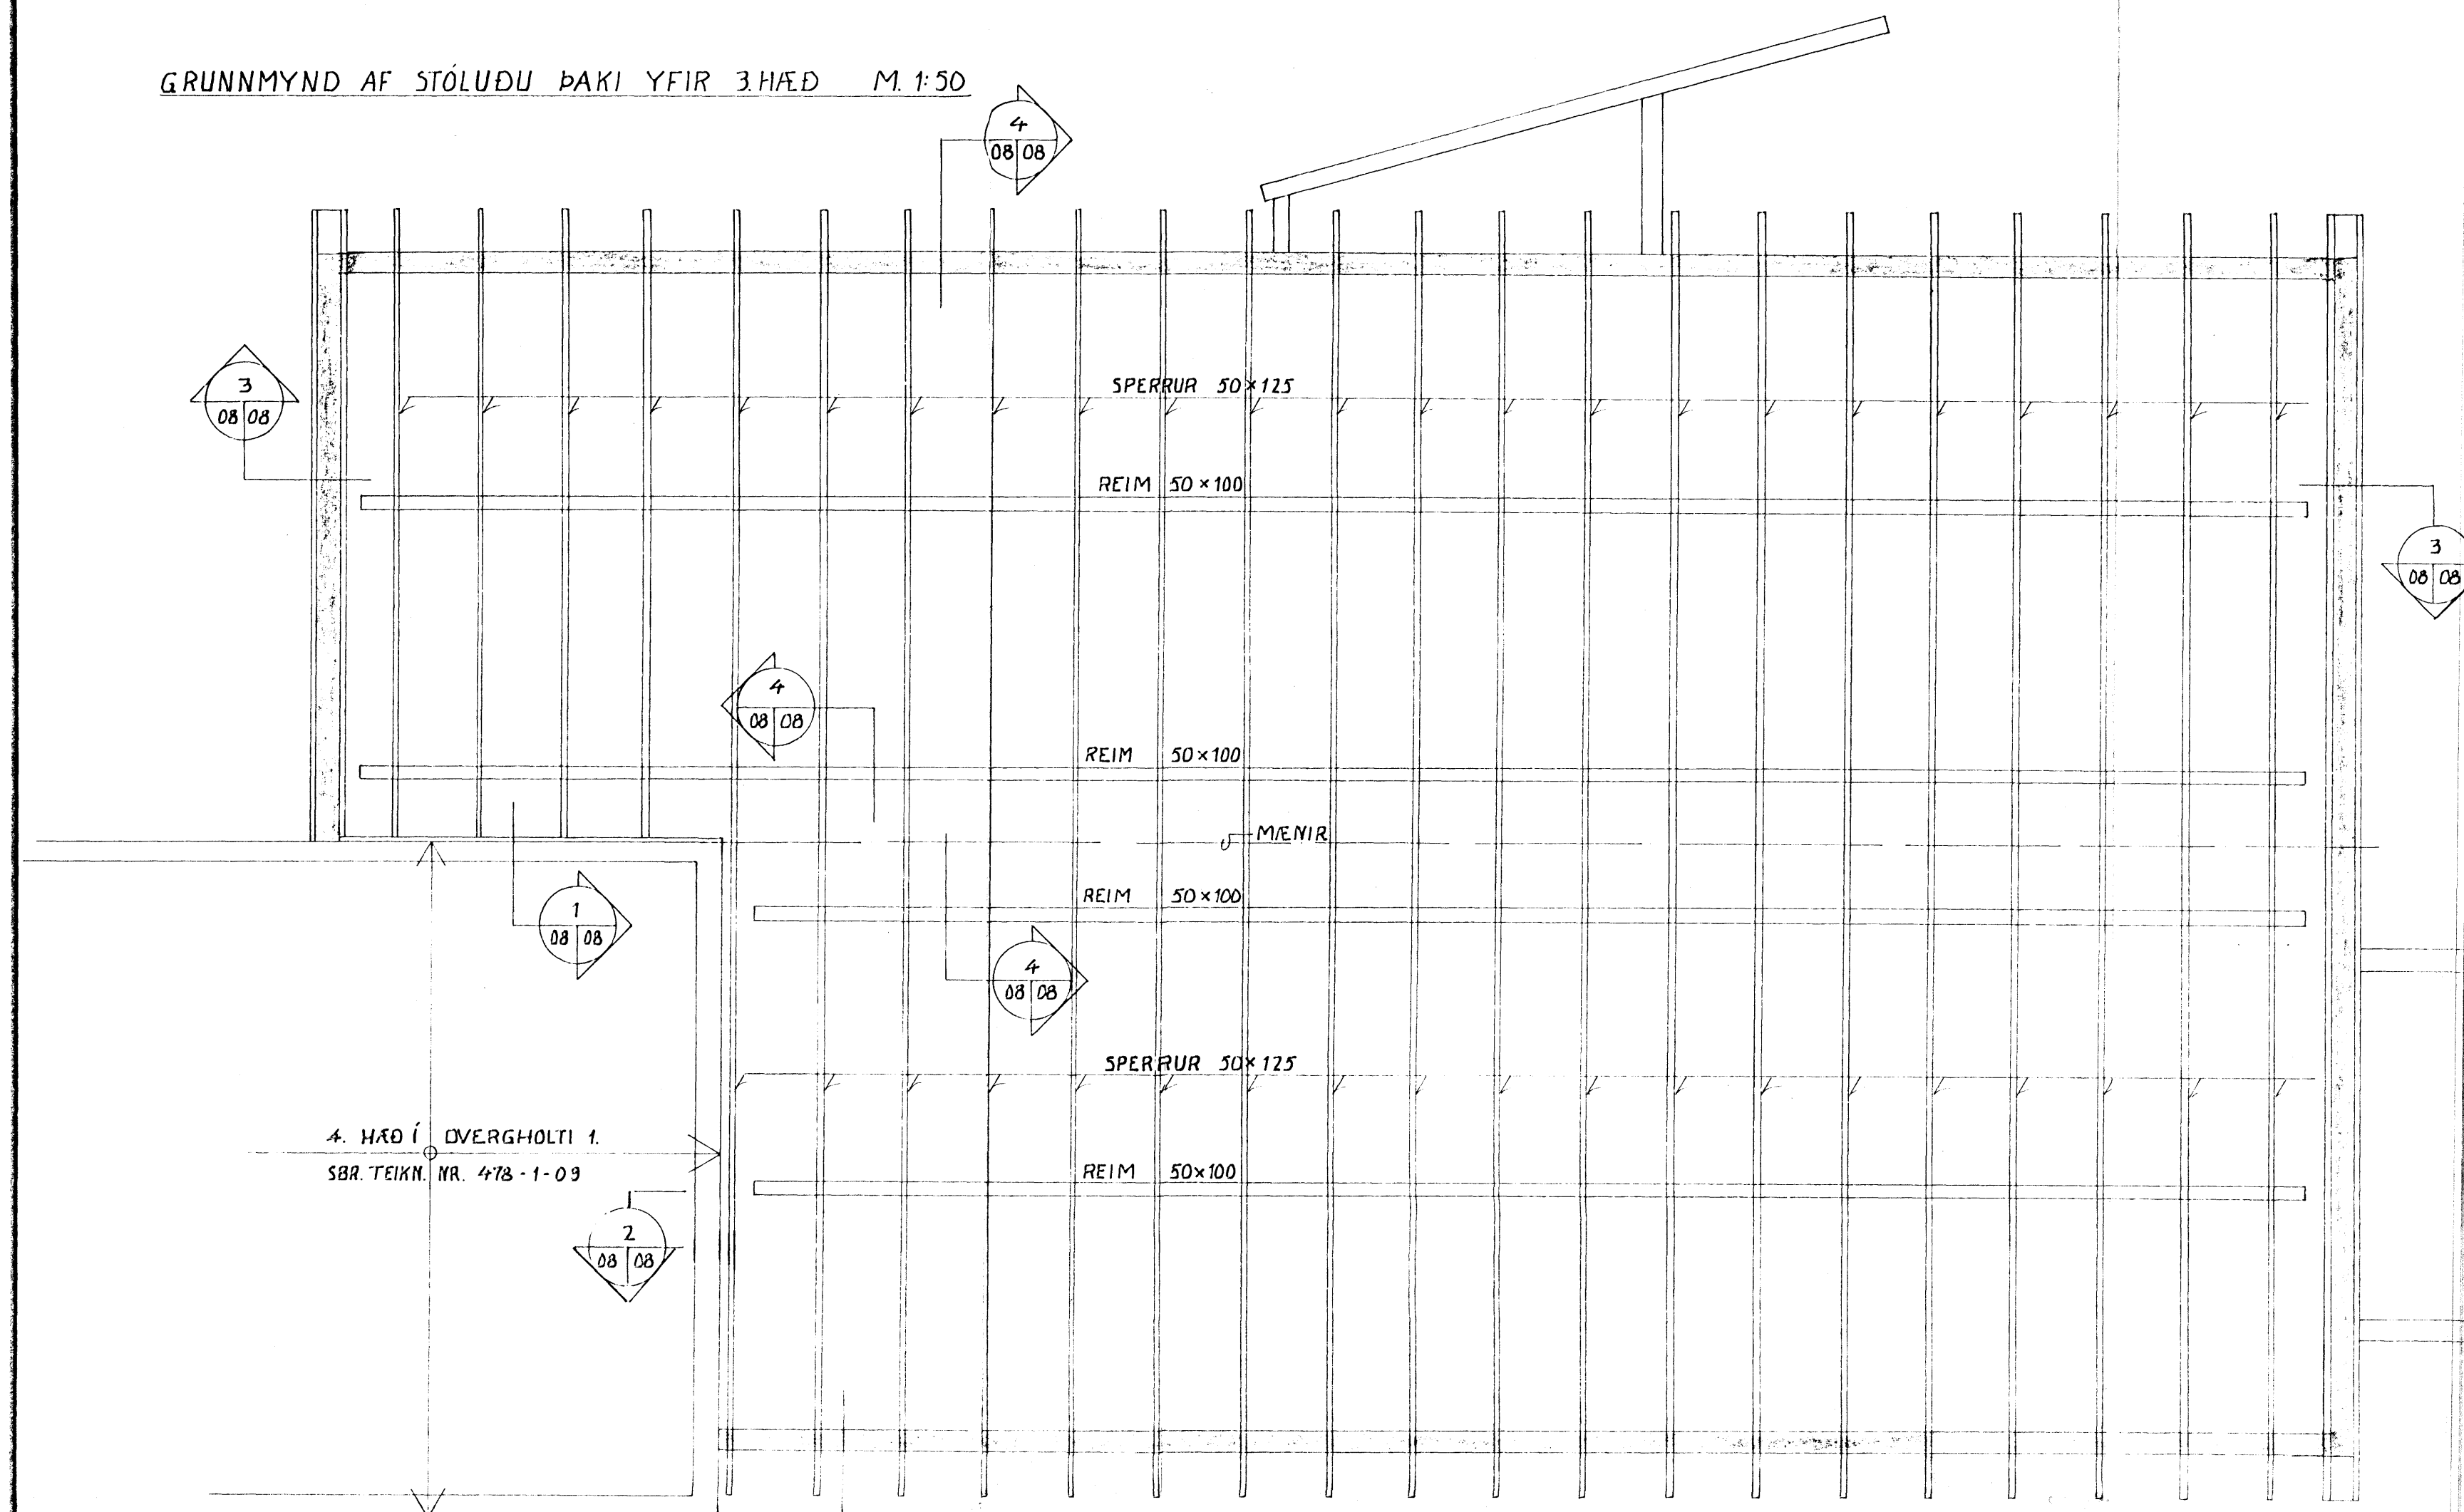 GRUNNMYND AF STÓLUÐU ÞAKI YFIR 3.HÆÐ M. 1:50
4
08 08
3
08 08
SPERRUR 50×125
REIM 50×100
3
08 08
4
08 08
REIM 50×100
MÆNIR
REIM 50×100
1
08 08
4
08 08
SPERRUR 50×125
4. HÆÐ Í DVERGHOLTI 1.
SBR. TEIKN. NR. 478-1-09
REIM 50×100
2
08 08